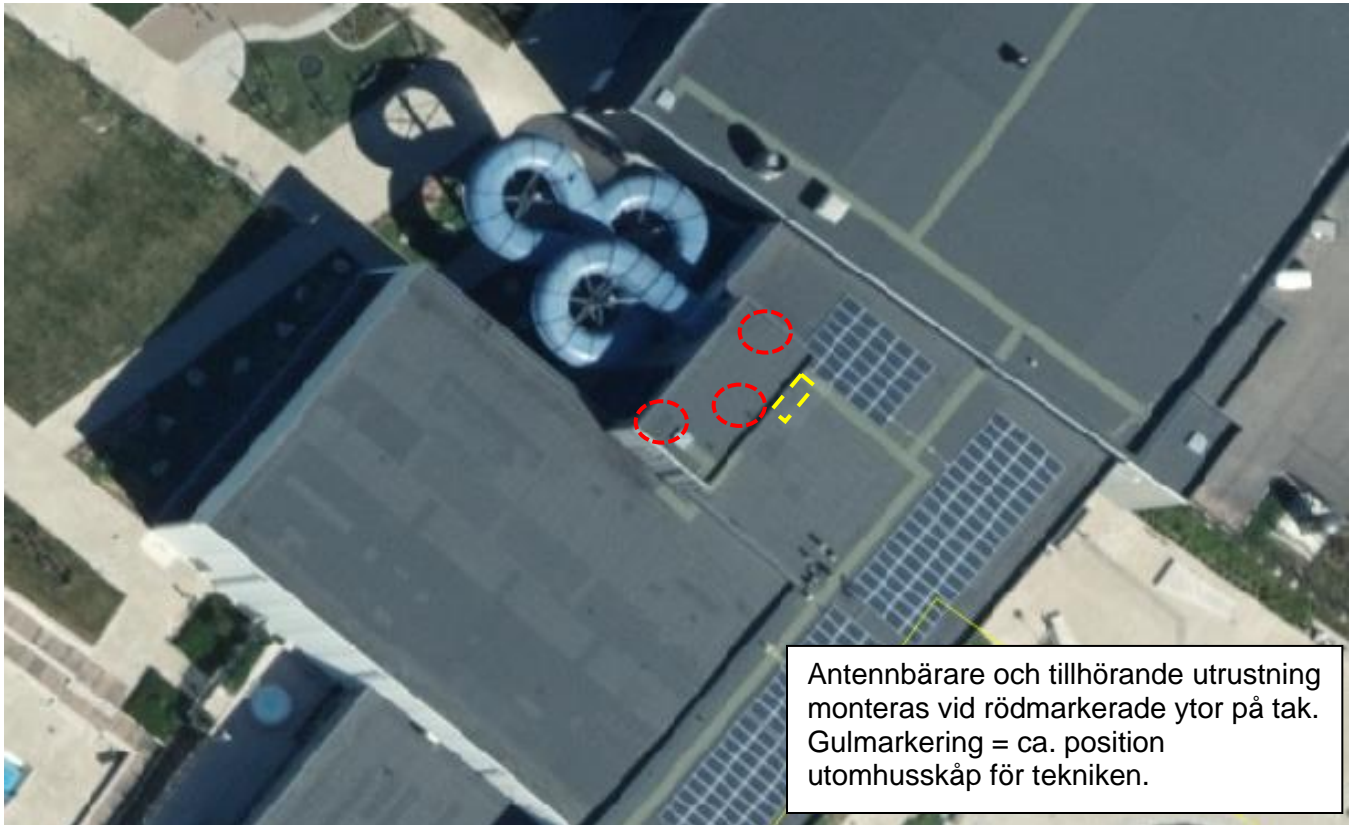 Antennbärare och tillhörande utrustning
monteras vid rödmarkerade ytor på tak.
Gulmarkering = ca. position
utomhusskåp för tekniken.